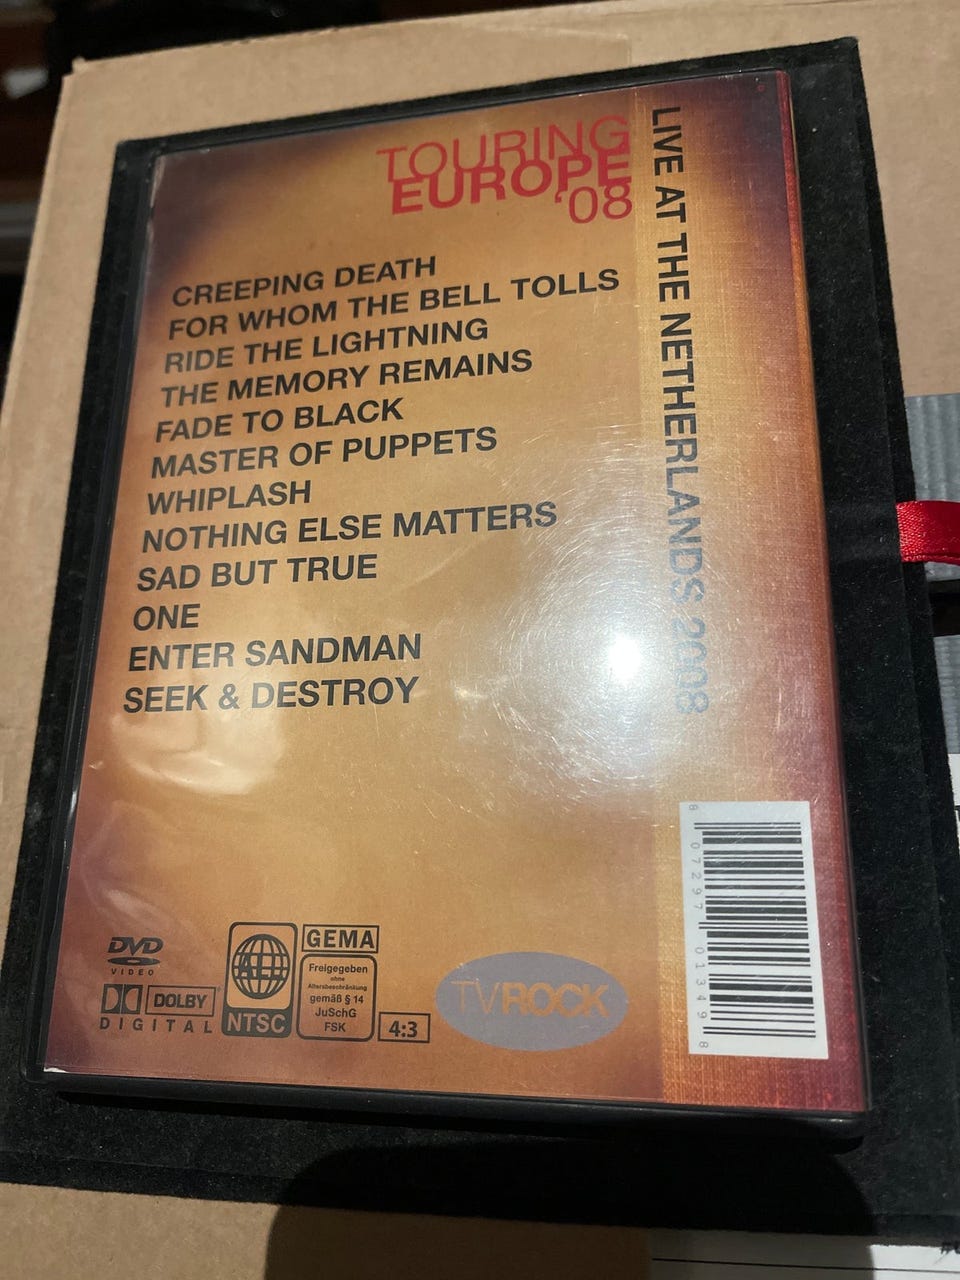 TOURING
EUROPE
'08
LIVE AT THE NETHERLANDS 2008
CREEPING DEATH
FOR WHOM THE BELL TOLLS
RIDE THE LIGHTNING
THE MEMORY REMAINS
FADE TO BLACK
MASTER OF PUPPETS
WHIPLASH
NOTHING ELSE MATTERS
SAD BUT TRUE
ONE
ENTER SANDMAN
SEEK & DESTROY
DVD
VIDEO
DOLBY
DIGITAL
ALL
NTSC
GEMA
Freigegeben
ohne
Altersbeschränkung
gemäß § 14
JuSchG
FSK
4:3
TVROCK
8 07297 01349 8